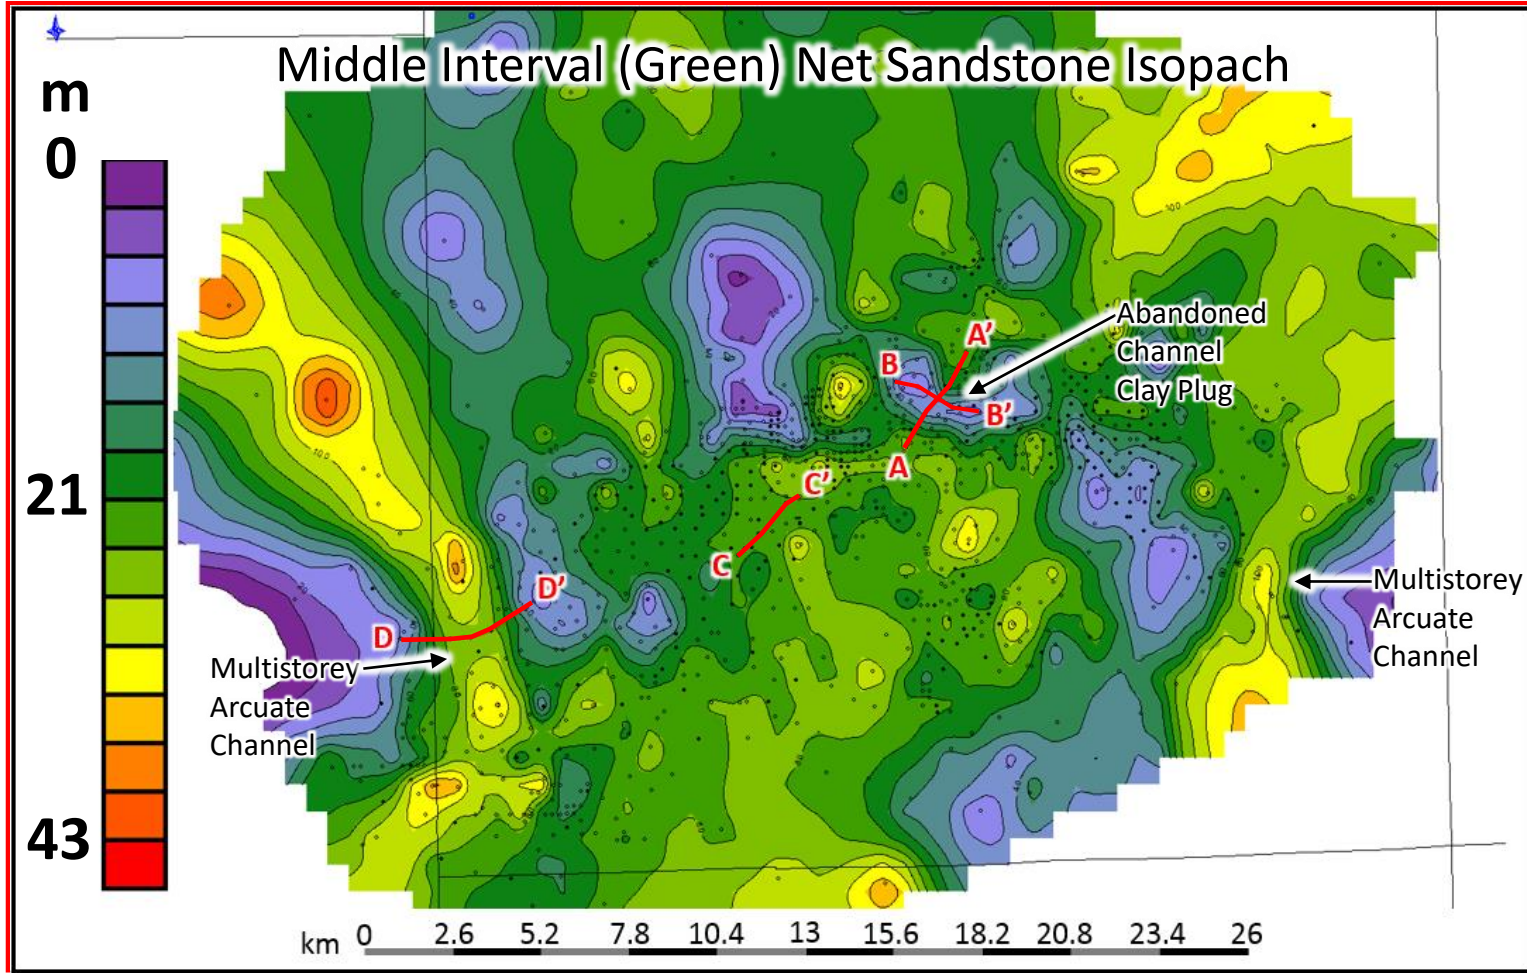 Middle Interval (Green) Net Sandstone Isopach
m
0
21
43
A'
Abandoned
Channel
Clay Plug
B
B'
A
C'
C
D'
D
Multistorey
Arcuate
Channel
Multistorey
Arcuate
Channel
100
100
km 0 2.6 5.2 7.8 10.4 13 15.6 18.2 20.8 23.4 26